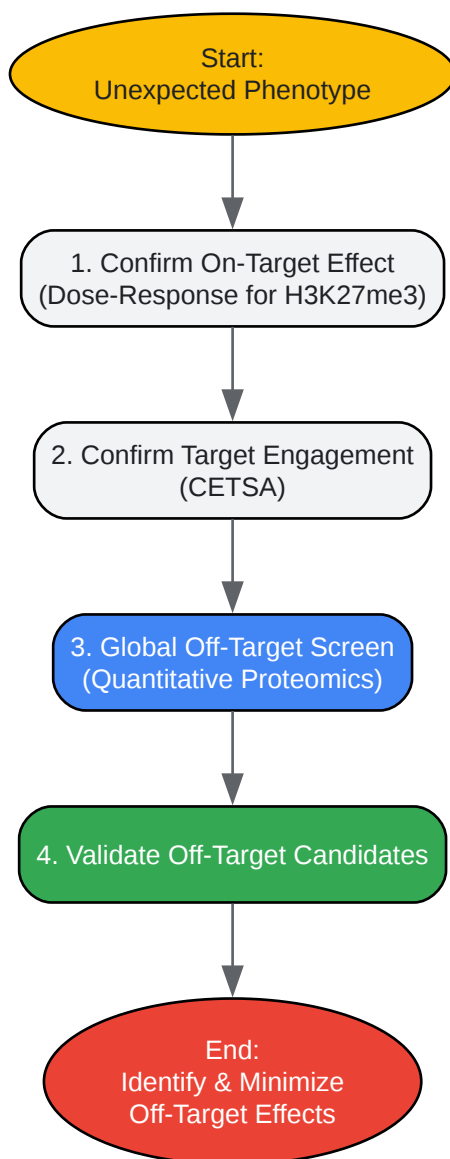 Start:
Unexpected Phenotype
1. Confirm On-Target Effect
(Dose-Response for H3K27me3)
2. Confirm Target Engagement
(CETSA)
3. Global Off-Target Screen
(Quantitative Proteomics)
4. Validate Off-Target Candidates
End:
Identify & Minimize
Off-Target Effects